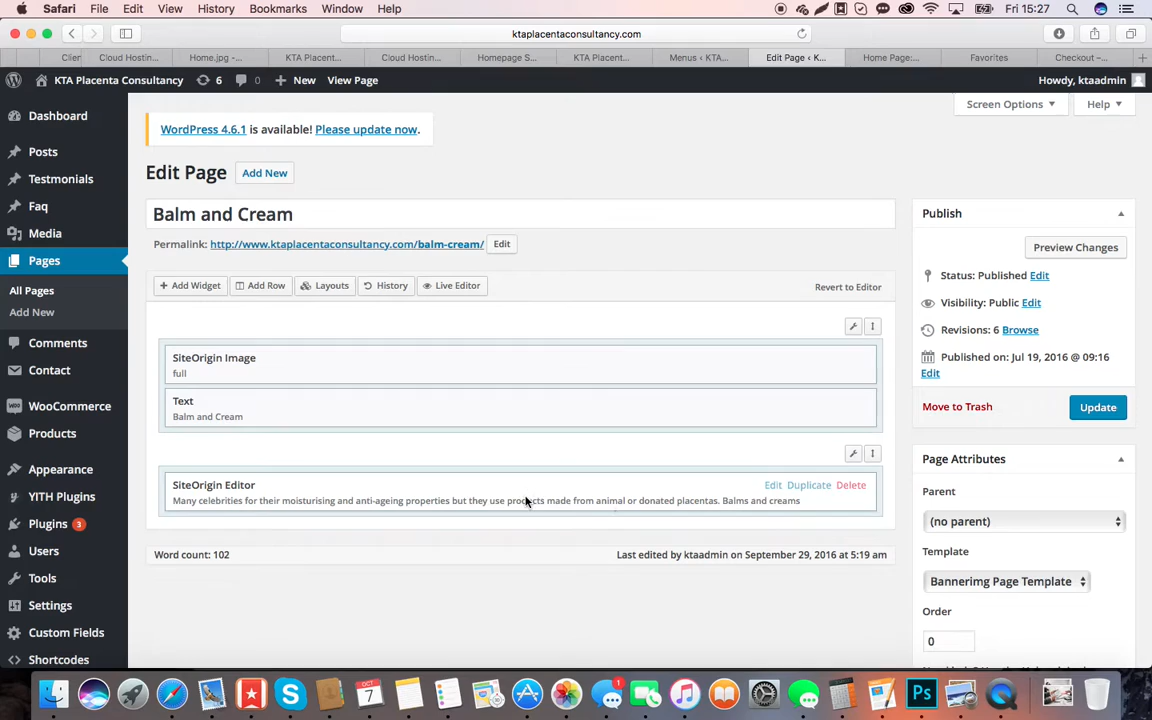 Safari File Edit View History Bookmarks Window Help Fri 15:27
ktaplacentaconsultancy.com
Clien Cloud Hostin... Home.jpg -... KTA Placent... Cloud Hostin... Homepage S... KTA Placent... Menus < KTA... Edit Page < K... Home Page:... Favorites Checkout –...
KTA Placenta Consultancy 6 0 New View Page Howdy, ktaadmin
Screen Options Help
WordPress 4.6.1 is available! Please update now.
Edit Page Add New
Balm and Cream
Permalink: http://www.ktaplacentaconsultancy.com/balm-cream/ Edit
Add Widget Add Row Layouts History Live Editor Revert to Editor
SiteOrigin Image
full
Text
Balm and Cream
SiteOrigin Editor Edit Duplicate Delete
Many celebrities for their moisturising and anti-ageing properties but they use products made from animal or donated placentas. Balms and creams
Word count: 102 Last edited by ktaadmin on September 29, 2016 at 5:19 am
Dashboard
Posts
Testimonials
Faq
Media
Pages
All Pages
Add New
Comments
Contact
WooCommerce
Products
Appearance
YITH Plugins
Plugins 3
Users
Tools
Settings
Custom Fields
Shortcodes
Publish
Preview Changes
Status: Published Edit
Visibility: Public Edit
Revisions: 6 Browse
Published on: Jul 19, 2016 @ 09:16
Edit
Move to Trash Update
Page Attributes
Parent
(no parent)
Template
Bannerimg Page Template
Order
0
7
1
Ps